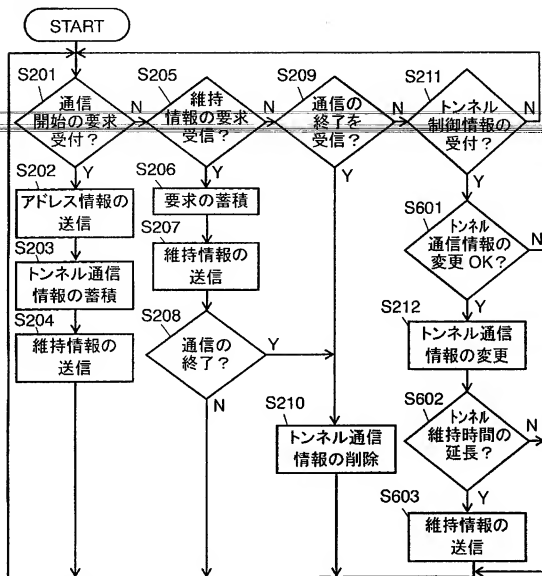 START
S201
通信
開始の要求
受付？
Y
N
S202
アドレス情報の
送信
S203
トンネル通信
情報の蓄積
S204
維持情報の
送信
S205
維持
情報の要求
受信？
Y
N
S206
要求の蓄積
S207
維持情報の
送信
S208
通信の
終了？
Y
N
S209
通信の
終了を
受信？
N
Y
S210
トンネル通信
情報の削除
S211
トンネル
制御情報の
受付？
N
Y
S601
トンネル
通信情報の
変更 OK？
N
Y
S212
トンネル通信
情報の変更
S602
トンネル
維持時間の
延長？
N
Y
S603
維持情報の
送信